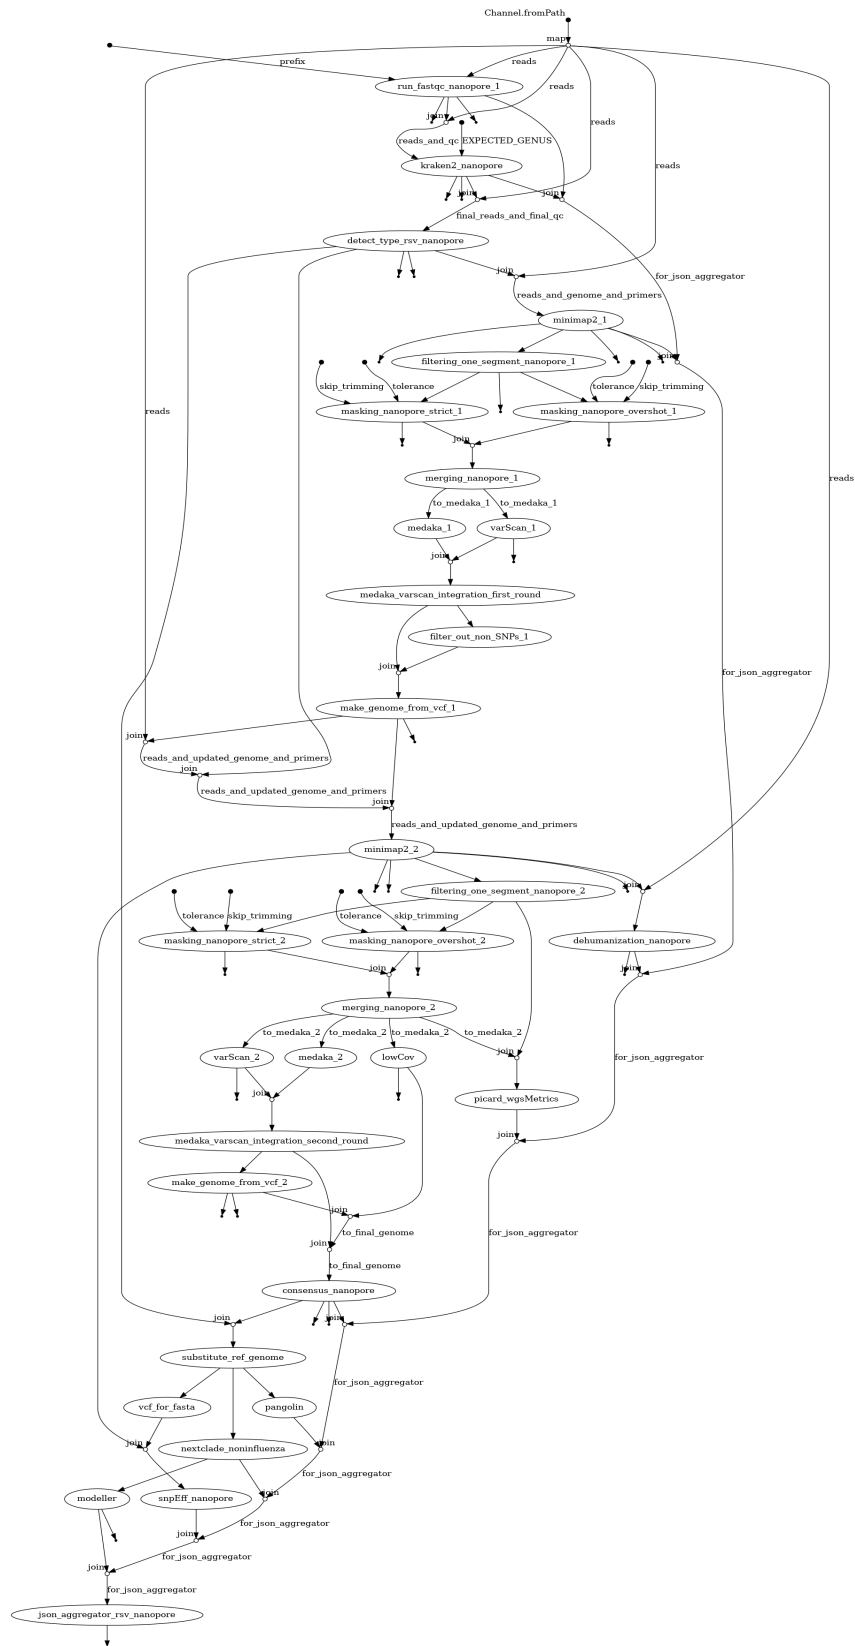 Channel.fromPath
map
prefix
reads
run_fastqc_nanopore_1
reads
join
reads
reads_and_qc
EXPECTED_GENUS
kraken2_nanopore
reads
join
join
final_reads_and_final_qc
detect_type_rsv_nanopore
join
for_json_aggregator
reads_and_genome_and_primers
minimap2_1
join
filtering_one_segment_nanopore_1
skip_trimming
tolerance
tolerance
skip_trimming
reads
masking_nanopore_strict_1
masking_nanopore_overshot_1
join
merging_nanopore_1
reads
to_medaka_1
to_medaka_1
medaka_1
varScan_1
join
medaka_varscan_integration_first_round
filter_out_non_SNPs_1
join
for_json_aggregator
make_genome_from_vcf_1
join
reads_and_updated_genome_and_primers
join
reads_and_updated_genome_and_primers
join
reads_and_updated_genome_and_primers
minimap2_2
join
filtering_one_segment_nanopore_2
tolerance
skip_trimming
tolerance
skip_trimming
masking_nanopore_strict_2
masking_nanopore_overshot_2
dehumanization_nanopore
join
join
merging_nanopore_2
to_medaka_2
to_medaka_2
to_medaka_2
to_medaka_2
join
varScan_2
medaka_2
lowCov
for_json_aggregator
join
picard_wgsMetrics
join
medaka_varscan_integration_second_round
make_genome_from_vcf_2
join
to_final_genome
for_json_aggregator
join
to_final_genome
consensus_nanopore
join
join
substitute_ref_genome
for_json_aggregator
vcf_for_fasta
pangolin
join
join
nextclade_noninfluenza
for_json_aggregator
modeller
snpEff_nanopore
join
for_json_aggregator
join
for_json_aggregator
join
for_json_aggregator
json_aggregator_rsv_nanopore